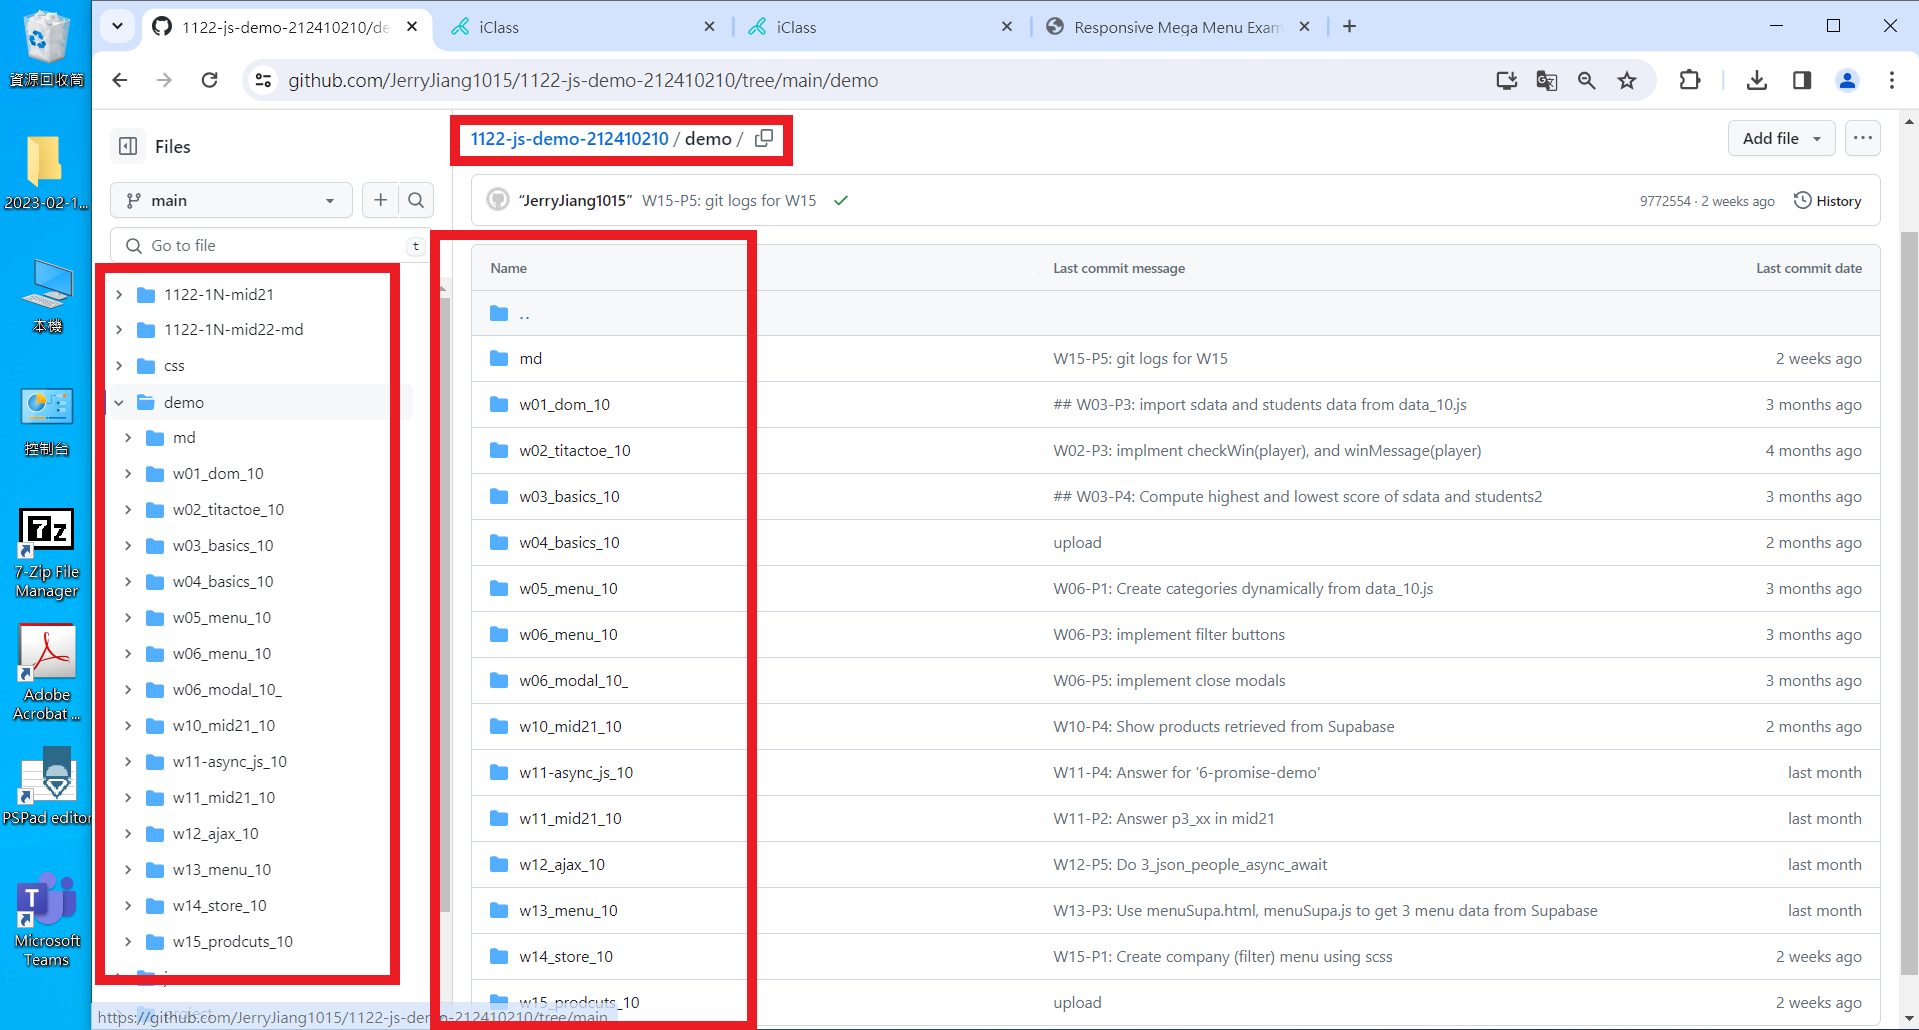 資源回收筒
2023-02-1...
本機
控制台
7-Zip File
Manager
Adobe
Acrobat ...
PSPad editor
Microsoft
Teams
1122-js-demo-212410210/de
iClass
iClass
Responsive Mega Menu Exam
github.com/JerryJiang1015/1122-js-demo-212410210/tree/main/demo
Files
main
Go to file
t
1122-1N-mid21
1122-1N-mid22-md
css
demo
md
w01_dom_10
w02_titactoe_10
w03_basics_10
w04_basics_10
w05_menu_10
w06_menu_10
w06_modal_10_
w10_mid21_10
w11-async_js_10
w11_mid21_10
w12_ajax_10
w13_menu_10
w14_store_10
w15_prodcuts_10
project
https://github.com/JerryJiang1015/1122-js-demo-212410210/tree/main
1122-js-demo-212410210 / demo /
Add file
“JerryJiang1015” W15-P5: git logs for W15
9772554 · 2 weeks ago History
Name Last commit message Last commit date
..
md W15-P5: git logs for W15 2 weeks ago
w01_dom_10 ## W03-P3: import sdata and students data from data_10.js 3 months ago
w02_titactoe_10 W02-P3: implment checkWin(player), and winMessage(player) 4 months ago
w03_basics_10 ## W03-P4: Compute highest and lowest score of sdata and students2 3 months ago
w04_basics_10 upload 2 months ago
w05_menu_10 W06-P1: Create categories dynamically from data_10.js 3 months ago
w06_menu_10 W06-P3: implement filter buttons 3 months ago
w06_modal_10_ W06-P5: implement close modals 3 months ago
w10_mid21_10 W10-P4: Show products retrieved from Supabase 2 months ago
w11-async_js_10 W11-P4: Answer for '6-promise-demo' last month
w11_mid21_10 W11-P2: Answer p3_xx in mid21 last month
w12_ajax_10 W12-P5: Do 3_json_people_async_await last month
w13_menu_10 W13-P3: Use menuSupa.html, menuSupa.js to get 3 menu data from Supabase last month
w14_store_10 W15-P1: Create company (filter) menu using scss 2 weeks ago
w15_prodcuts_10 upload 2 weeks ago